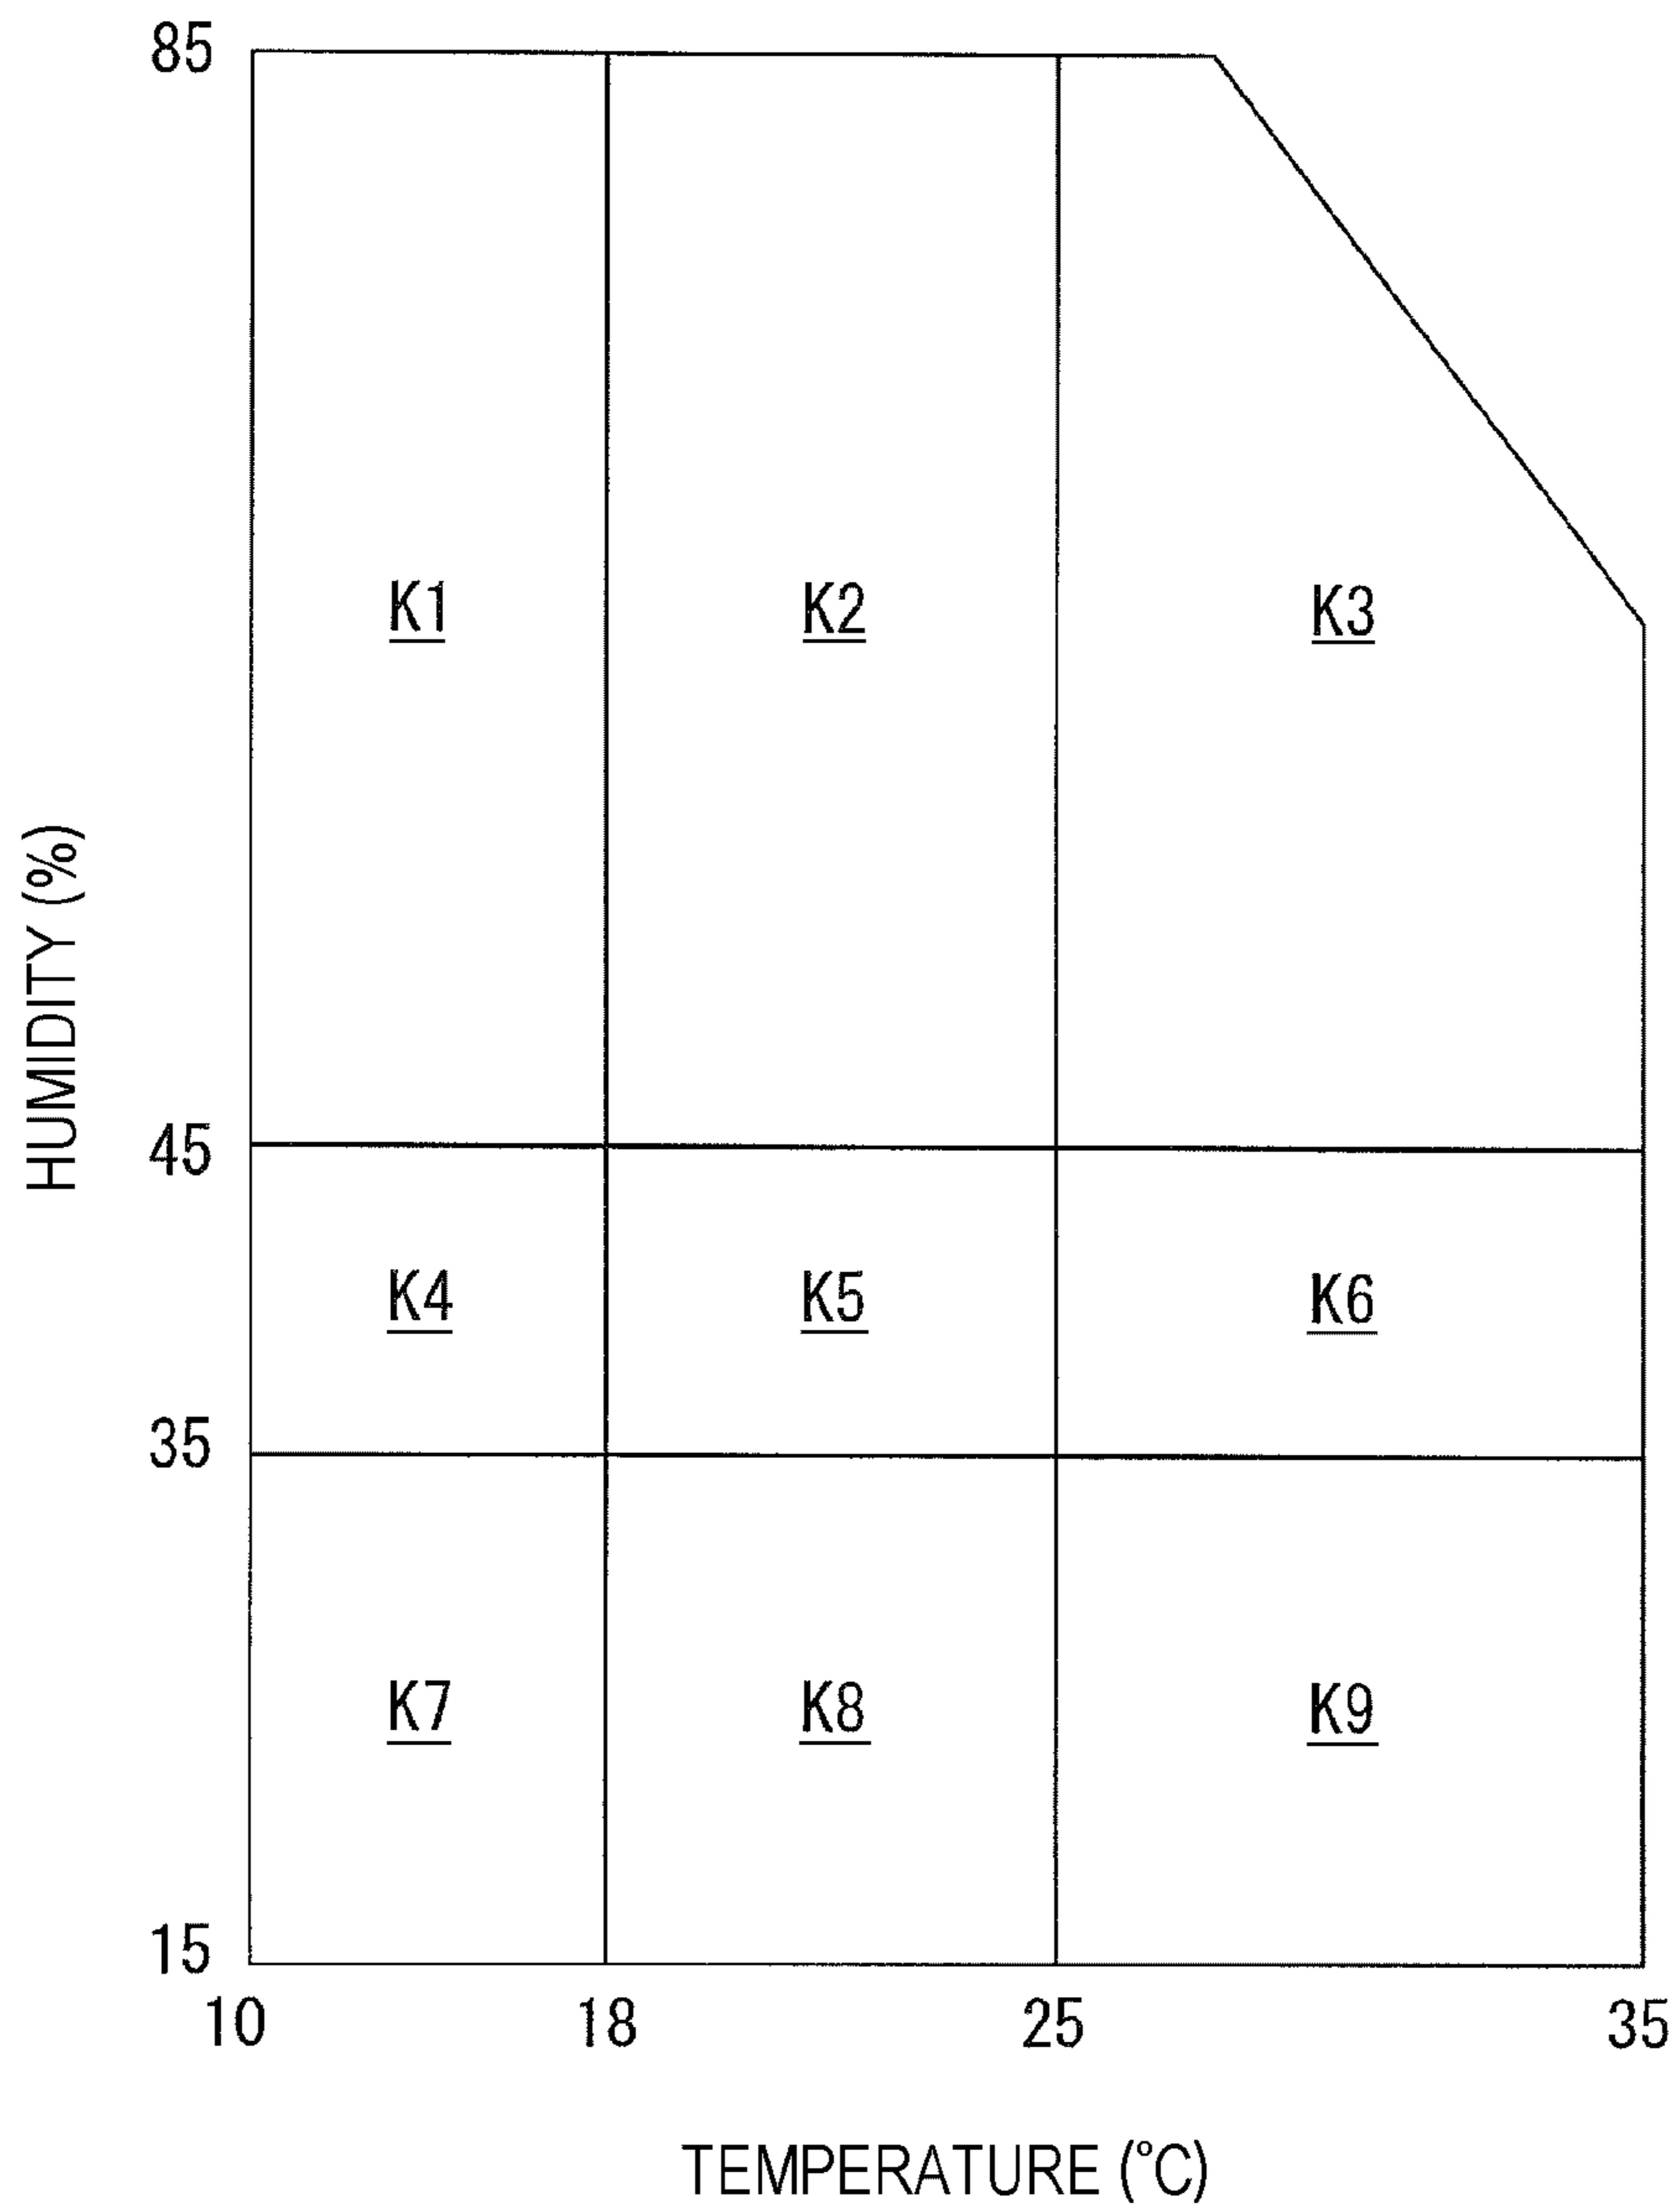 85
K1 K2 K3
HUMIDITY (%)
45
K4 K5 K6
35
K7 K8 K9
15
10 18 25 35
TEMPERATURE (°C)